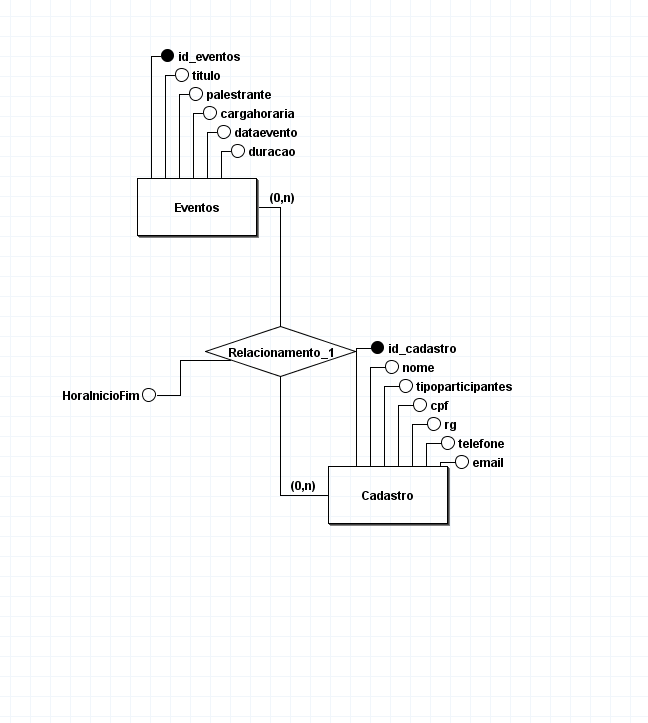 id_eventos
titulo
palestrante
cargahoraria
dataevento
duracao
Eventos
(0,n)
Relacionamento_1
HoraInicioFim
id_cadastro
nome
tipoparticipantes
cpf
rg
telefone
email
(0,n)
Cadastro